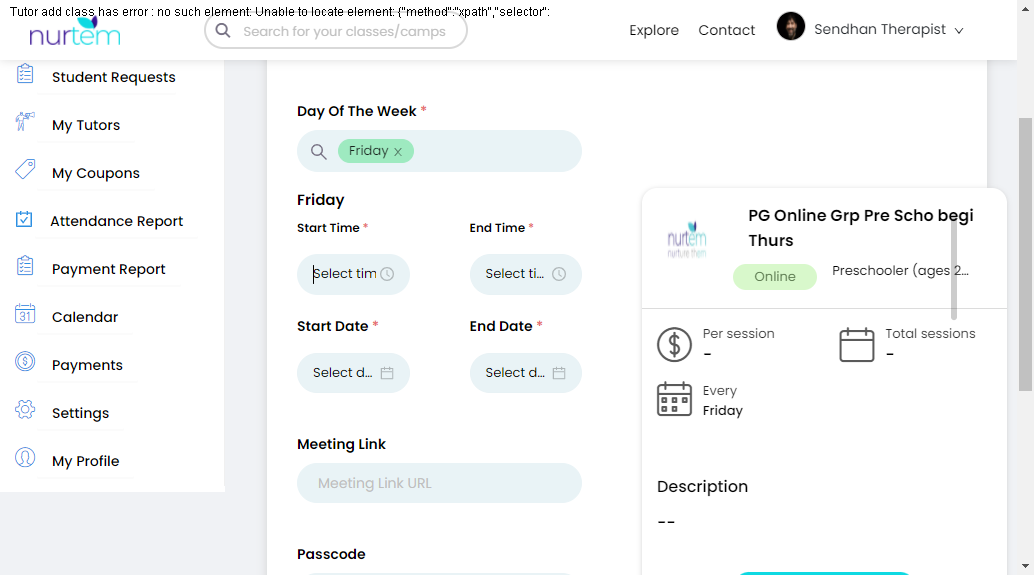 Tutor add class has error : no such element: Unable to locate element: {"method":"xpath","selector":
nurtem
Search for your classes/camps
Explore
Contact
Sendhan Therapist
Student Requests
My Tutors
My Coupons
Attendance Report
Payment Report
31
Calendar
$
Payments
Settings
My Profile
Day Of The Week *
Friday x
Friday
Start Time *
End Time *
Select tim
Select ti...
Start Date *
End Date *
Select d...
Select d...
Meeting Link
Meeting Link URL
Passcode
nurtem
nurture them
PG Online Grp Pre Scho begi
Thurs
Online
Preschooler (ages 2...
$
Per session
-
Total sessions
-
Every
Friday
Description
--